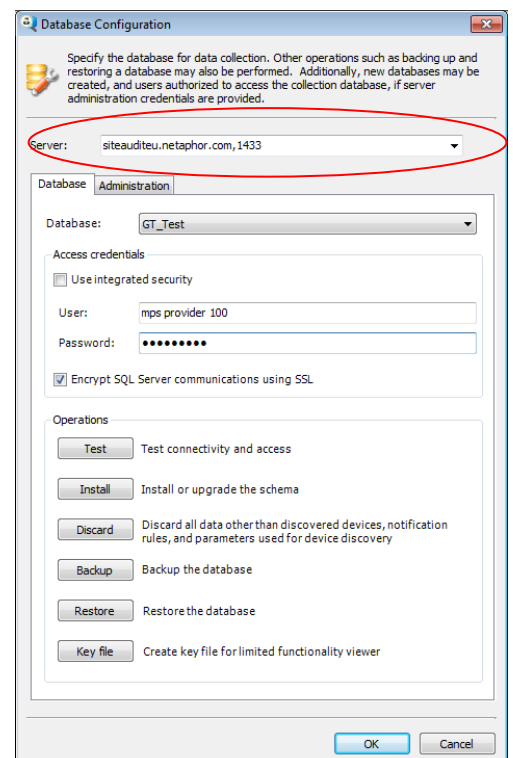 Database Configuration
Specify the database for data collection. Other operations such as backing up and
restoring a database may also be performed. Additionally, new databases may be
created, and users authorized to access the collection database, if server
administration credentials are provided.
Server: siteauditeu.netaphor.com,1433
Database Administration
Database: GT_Test
Access credentials
Use integrated security
User: mps provider 100
Password: •••••••••
Encrypt SQL Server communications using SSL
Operations
Test Test connectivity and access
Install Install or upgrade the schema
Discard Discard all data other than discovered devices, notification
rules, and parameters used for device discovery
Backup Backup the database
Restore Restore the database
Key file Create key file for limited functionality viewer
OK Cancel